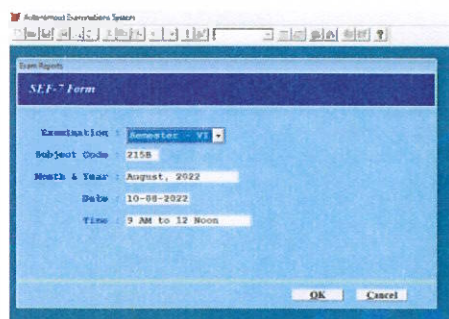 Autonomous Examinations System
Exam Reports
SEF-7 Form
Examination : Semester - VI
Subject Code : 215B
Month & Year : August, 2022
Date : 10-08-2022
Time : 9 AM to 12 Noon
OK Cancel